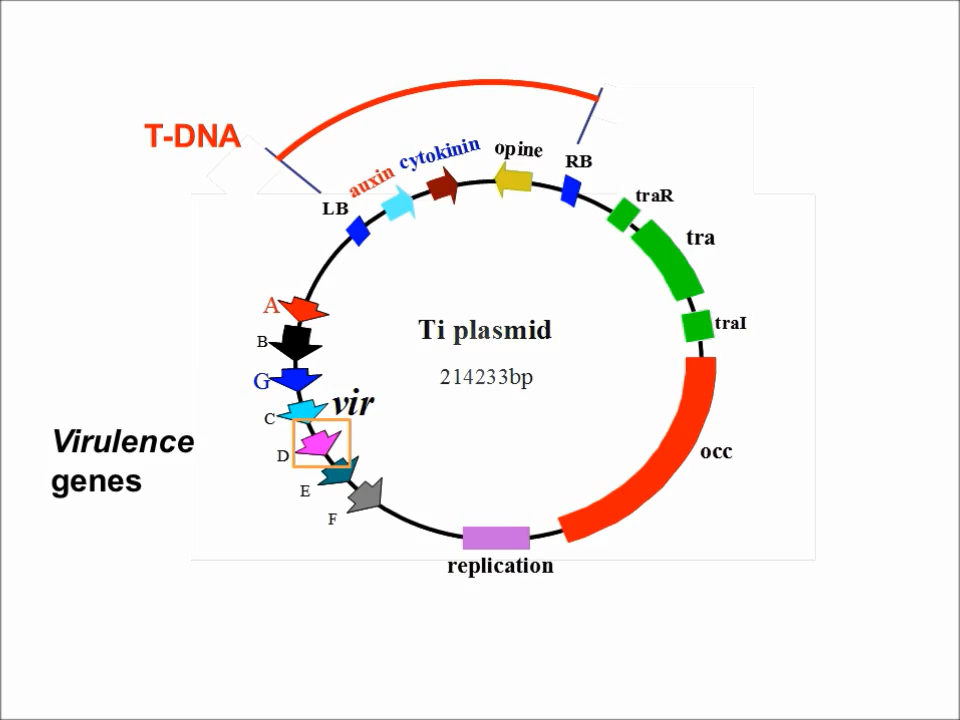 T-DNA
auxin
cytokinin
opine
RB
LB
traR
tra
traI
A
B
G
C
D
E
F
vir
Ti plasmid
214233bp
Virulence
genes
occ
replication